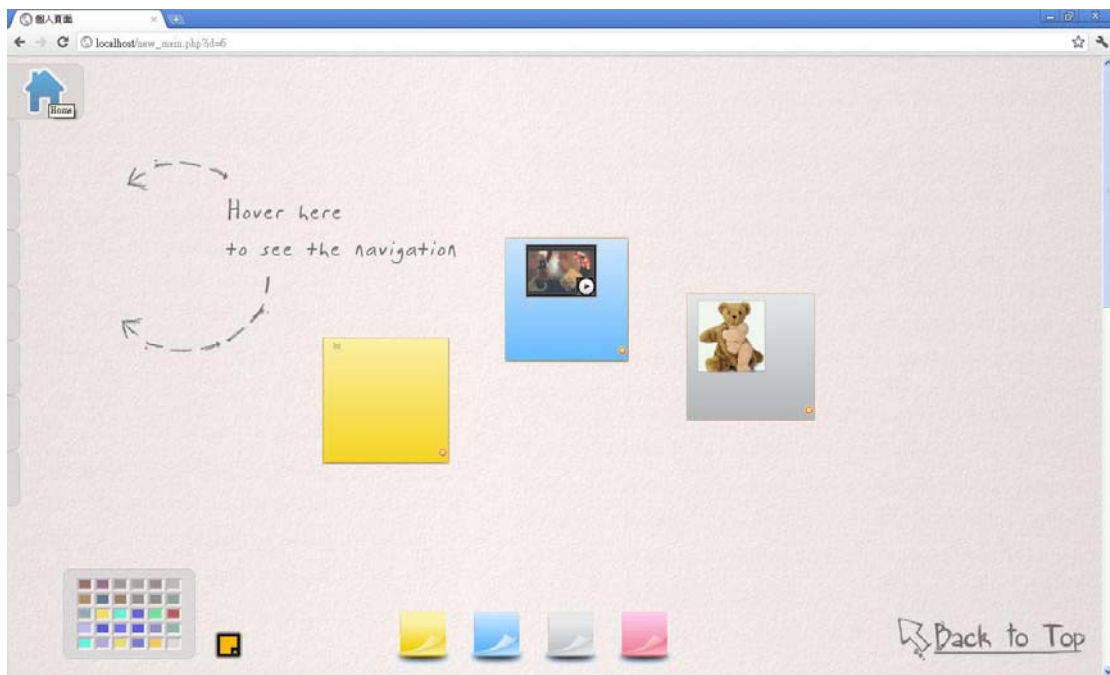 個人頁面
localhost/new_main.php?id=6
Home
Hover here
to see the navigation
Back to Top